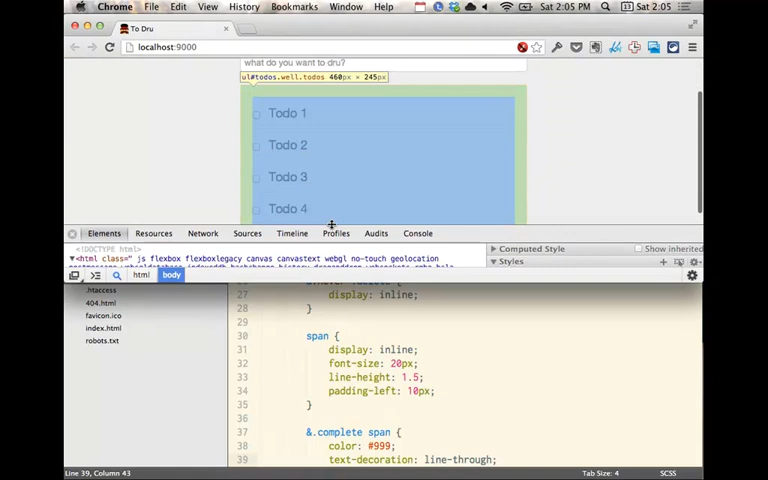 Chrome File Edit View History Bookmarks Window Help Sat 2:05 PM Sat 2:05
To Dru
localhost:9000
what do you want to dru?
ul#todos.well.todos 460px × 245px
Todo 1
Todo 2
Todo 3
Todo 4
Elements Resources Network Sources Timeline Profiles Audits Console
<!DOCTYPE html>
Computed Style Show inherited
<html class=" js flexbox flexboxlegacy canvas canvastext webgl no-touch geolocation
Styles
html body
.htaccess
404.html
favicon.ico
index.html
robots.txt
27 display: inline;
28 }
29
30 span {
31 display: inline;
32 font-size: 20px;
33 line-height: 1.5;
34 padding-left: 10px;
35 }
36
37 &.complete span {
38 color: #999;
39 text-decoration: line-through;
Line 39, Column 43 Tab Size: 4 SCSS